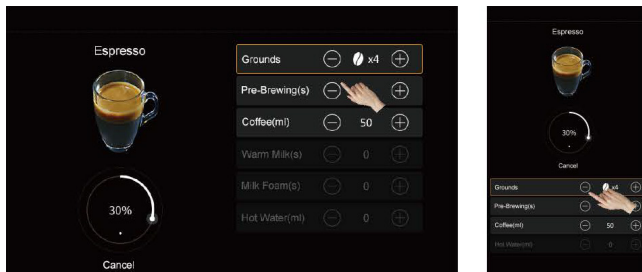 Espresso
30%
Cancel
Grounds x4
Pre-Brewing(s)
Coffee(ml) 50
Warm Milk(s) 0
Milk Foam(s) 0
Hot Water(ml) 0
Espresso
30%
Cancel
Grounds x4
Pre-Brewing(s)
Coffee(ml) 50
Hot Water(ml) 0